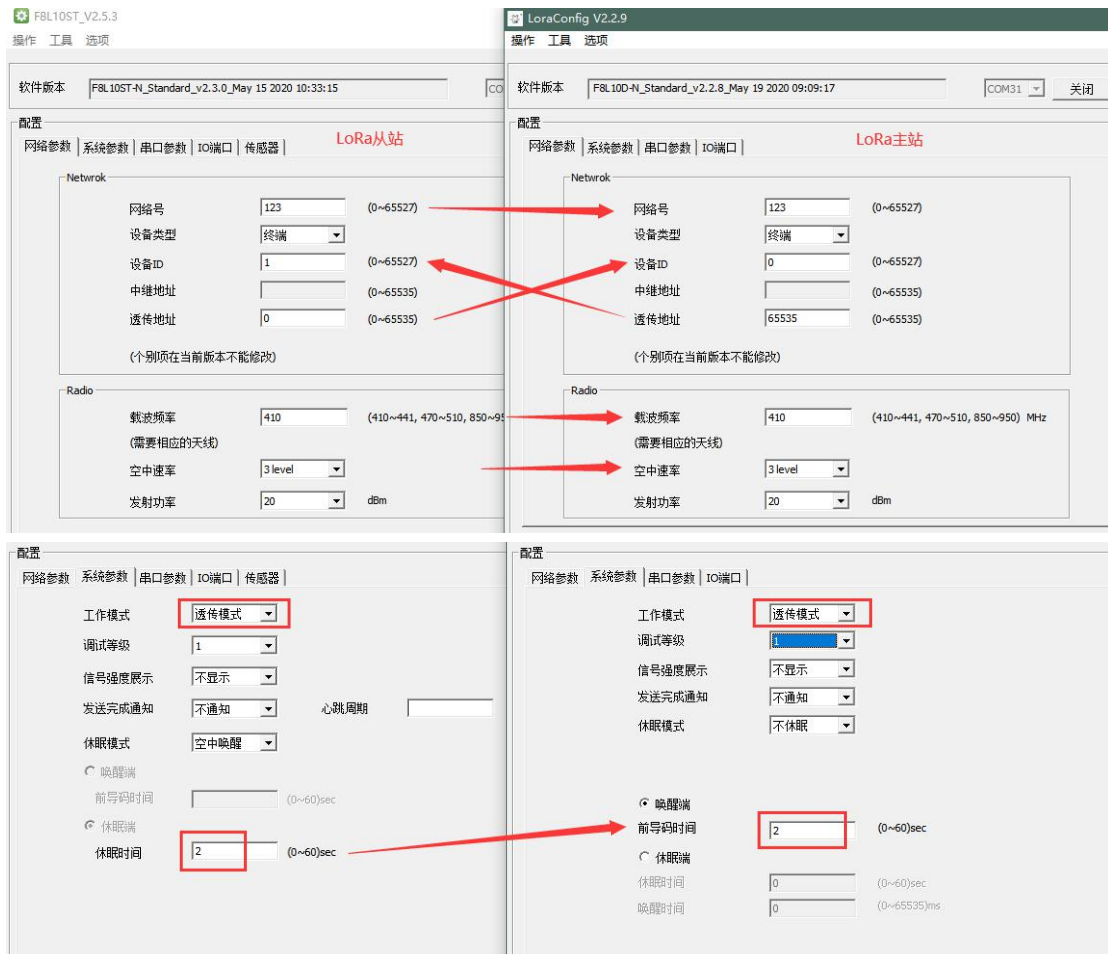 F8L10ST_V2.5.3
操作 工具 选项
软件版本 F8L10ST-N_Standard_v2.3.0_May 15 2020 10:33:15 CO
配置
LoRa从站
网络参数 系统参数 串口参数 IO端口 传感器
Netwrok
网络号 123 (0~65527)
设备类型 终端
设备ID 1 (0~65527)
中继地址 (0~65535)
透传地址 0 (0~65535)
(个别项在当前版本不能修改)
Radio
载波频率 410 (410~441, 470~510, 850~95
(需要相应的天线)
空中速率 3 level
发射功率 20 dBm
LoraConfig V2.2.9
操作 工具 选项
软件版本 F8L10D-N_Standard_v2.2.8_May 19 2020 09:09:17 COM31 关闭
配置
LoRa主站
网络参数 系统参数 串口参数 IO端口
Netwrok
网络号 123 (0~65527)
设备类型 终端
设备ID 0 (0~65527)
中继地址 (0~65535)
透传地址 65535 (0~65535)
(个别项在当前版本不能修改)
Radio
载波频率 410 (410~441, 470~510, 850~950) MHz
(需要相应的天线)
空中速率 3 level
发射功率 20 dBm
配置
网络参数 系统参数 串口参数 IO端口 传感器
工作模式 透传模式
调试等级 1
信号强度展示 不显示
发送完成通知 不通知 心跳周期
休眠模式 空中唤醒
唤醒端
前导码时间 (0~60)sec
休眠端
休眠时间 2 (0~60)sec
配置
网络参数 系统参数 串口参数 IO端口
工作模式 透传模式
调试等级 1
信号强度展示 不显示
发送完成通知 不通知
休眠模式 不休眠
唤醒端
前导码时间 2 (0~60)sec
休眠端
休眠时间 0 (0~60)sec
唤醒时间 0 (0~65535)ms